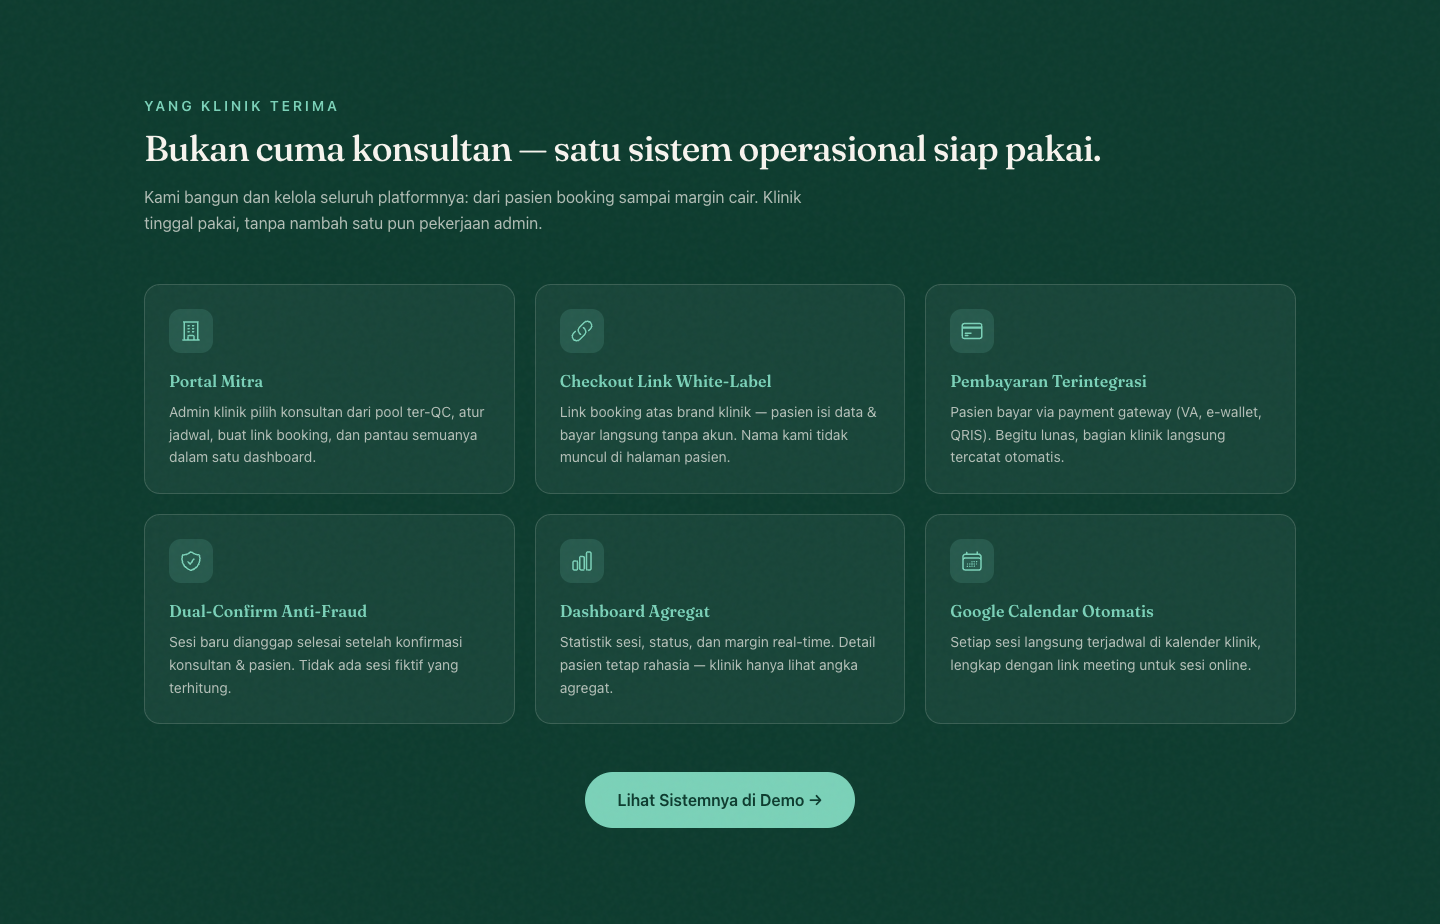 YANG KLINIK TERIMA
Bukan cuma konsultan — satu sistem operasional siap pakai.
Kami bangun dan kelola seluruh platformnya: dari pasien booking sampai margin cair. Klinik
tinggal pakai, tanpa nambah satu pun pekerjaan admin.
Portal Mitra
Admin klinik pilih konsultan dari pool ter-QC, atur
jadwal, buat link booking, dan pantau semuanya
dalam satu dashboard.
Checkout Link White-Label
Link booking atas brand klinik — pasien isi data &
bayar langsung tanpa akun. Nama kami tidak
muncul di halaman pasien.
Pembayaran Terintegrasi
Pasien bayar via payment gateway (VA, e-wallet,
QRIS). Begitu lunas, bagian klinik langsung
tercatat otomatis.
Dual-Confirm Anti-Fraud
Sesi baru dianggap selesai setelah konfirmasi
konsultan & pasien. Tidak ada sesi fiktif yang
terhitung.
Dashboard Agregat
Statistik sesi, status, dan margin real-time. Detail
pasien tetap rahasia — klinik hanya lihat angka
agregat.
Google Calendar Otomatis
Setiap sesi langsung terjadwal di kalender klinik,
lengkap dengan link meeting untuk sesi online.
Lihat Sistemnya di Demo →